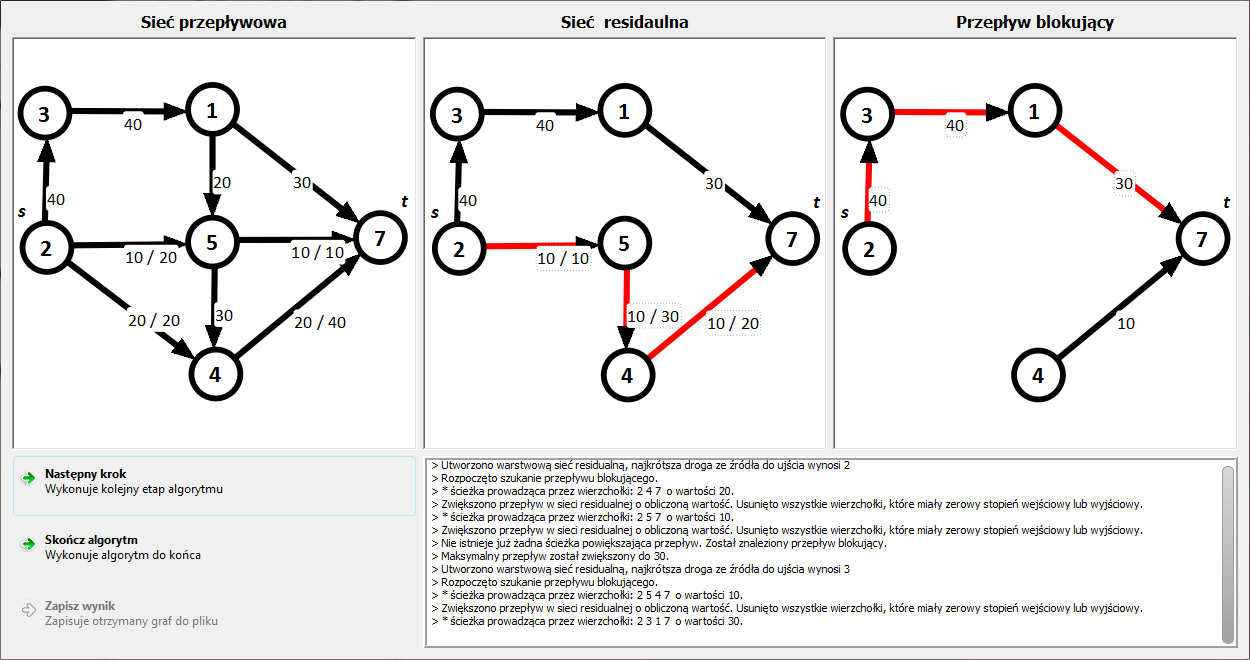 Sieć przepływowa
Sieć residaulna
Przepływ blokujący
3
1
40
20
30
40
s
t
2
5
7
10 / 20
10 / 10
20 / 20
30
20 / 40
4
3
1
40
30
40
s
t
2
5
7
10 / 10
10 / 30
10 / 20
4
3
1
40
30
40
s
t
2
7
10
4
Następny krok
Wykonuje kolejny etap algorytmu
Skończ algorytm
Wykonuje algorytm do końca
Zapisz wynik
Zapisuje otrzymany graf do pliku
> Utworzono warstwową sieć residualną, najkrótsza droga ze źródła do ujścia wynosi 2
> Rozpoczęto szukanie przepływu blokującego.
> * ścieżka prowadząca przez wierzchołki: 2 4 7 o wartości 20.
> Zwiększono przepływ w sieci residualnej o obliczoną wartość. Usunięto wszystkie wierzchołki, które miały zerowy stopień wejściowy lub wyjściowy.
> * ścieżka prowadząca przez wierzchołki: 2 5 7 o wartości 10.
> Zwiększono przepływ w sieci residualnej o obliczoną wartość. Usunięto wszystkie wierzchołki, które miały zerowy stopień wejściowy lub wyjściowy.
> Nie istnieje już żadna ścieżka powiększająca przepływ. Został znaleziony przepływ blokujący.
> Maksymalny przepływ został zwiększony do 30.
> Utworzono warstwową sieć residualną, najkrótsza droga ze źródła do ujścia wynosi 3
> Rozpoczęto szukanie przepływu blokującego.
> * ścieżka prowadząca przez wierzchołki: 2 5 4 7 o wartości 10.
> Zwiększono przepływ w sieci residualnej o obliczoną wartość. Usunięto wszystkie wierzchołki, które miały zerowy stopień wejściowy lub wyjściowy.
> * ścieżka prowadząca przez wierzchołki: 2 3 1 7 o wartości 30.